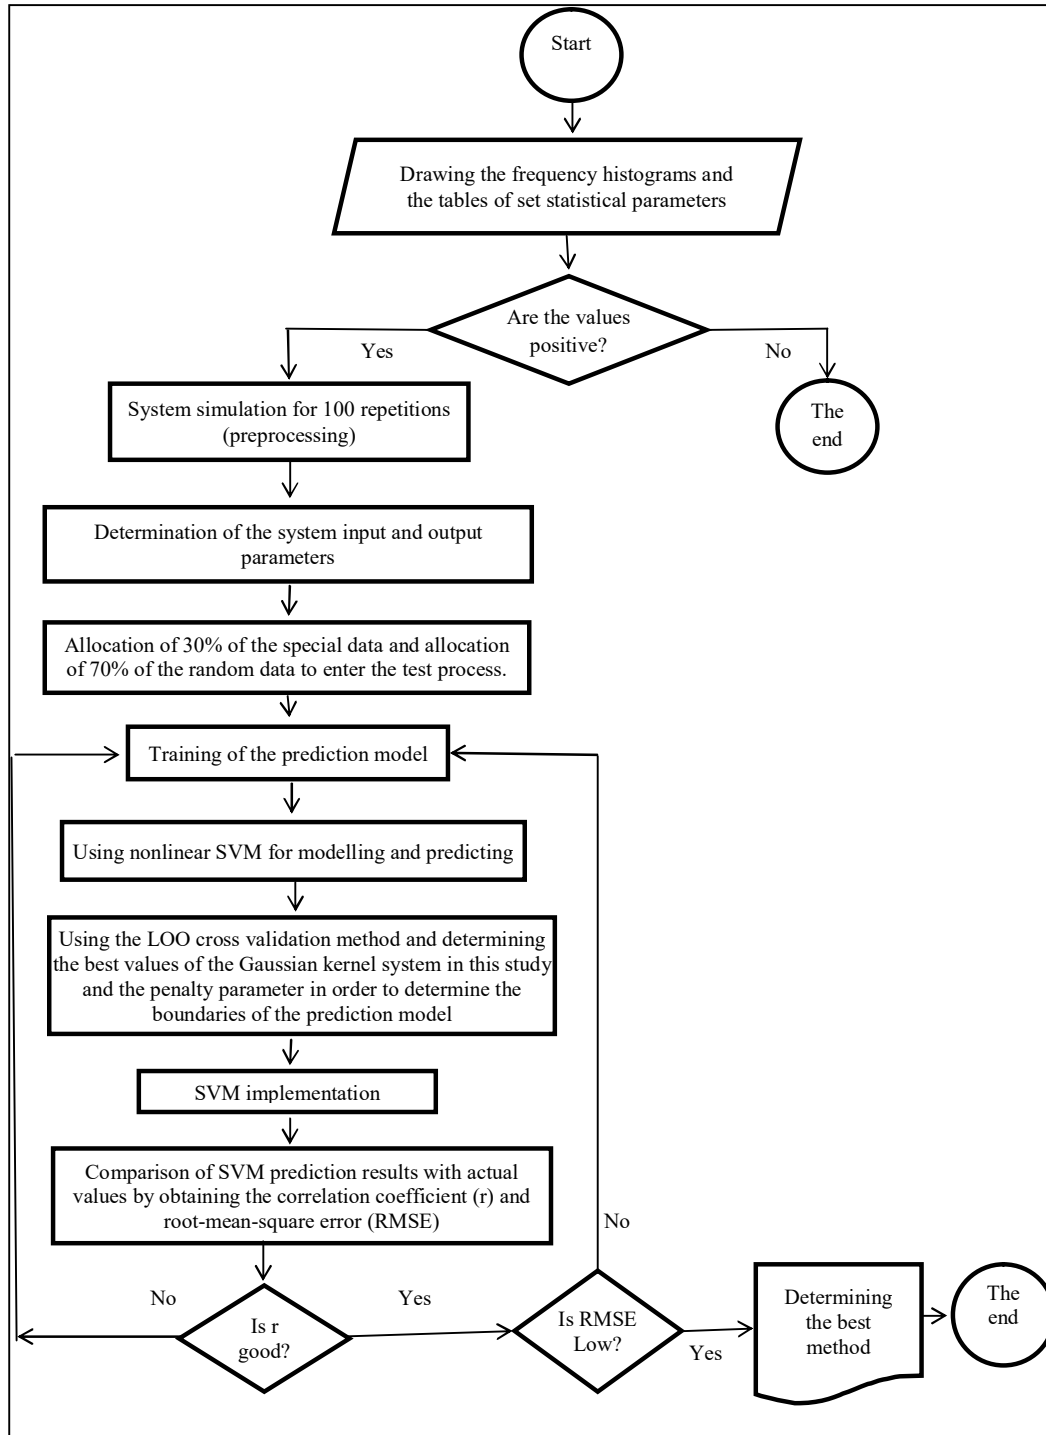 Start
Drawing the frequency histograms and
the tables of set statistical parameters
Are the values
positive?
Yes
No
The
end
System simulation for 100 repetitions
(preprocessing)
Determination of the system input and output
parameters
Allocation of 30% of the special data and allocation
of 70% of the random data to enter the test process.
Training of the prediction model
Using nonlinear SVM for modelling and predicting
Using the LOO cross validation method and determining
the best values of the Gaussian kernel system in this study
and the penalty parameter in order to determine the
boundaries of the prediction model
SVM implementation
Comparison of SVM prediction results with actual
values by obtaining the correlation coefficient (r) and
root-mean-square error (RMSE)
No
Is r
good?
Yes
No
Is RMSE
Low?
Yes
Determining
the best
method
The
end